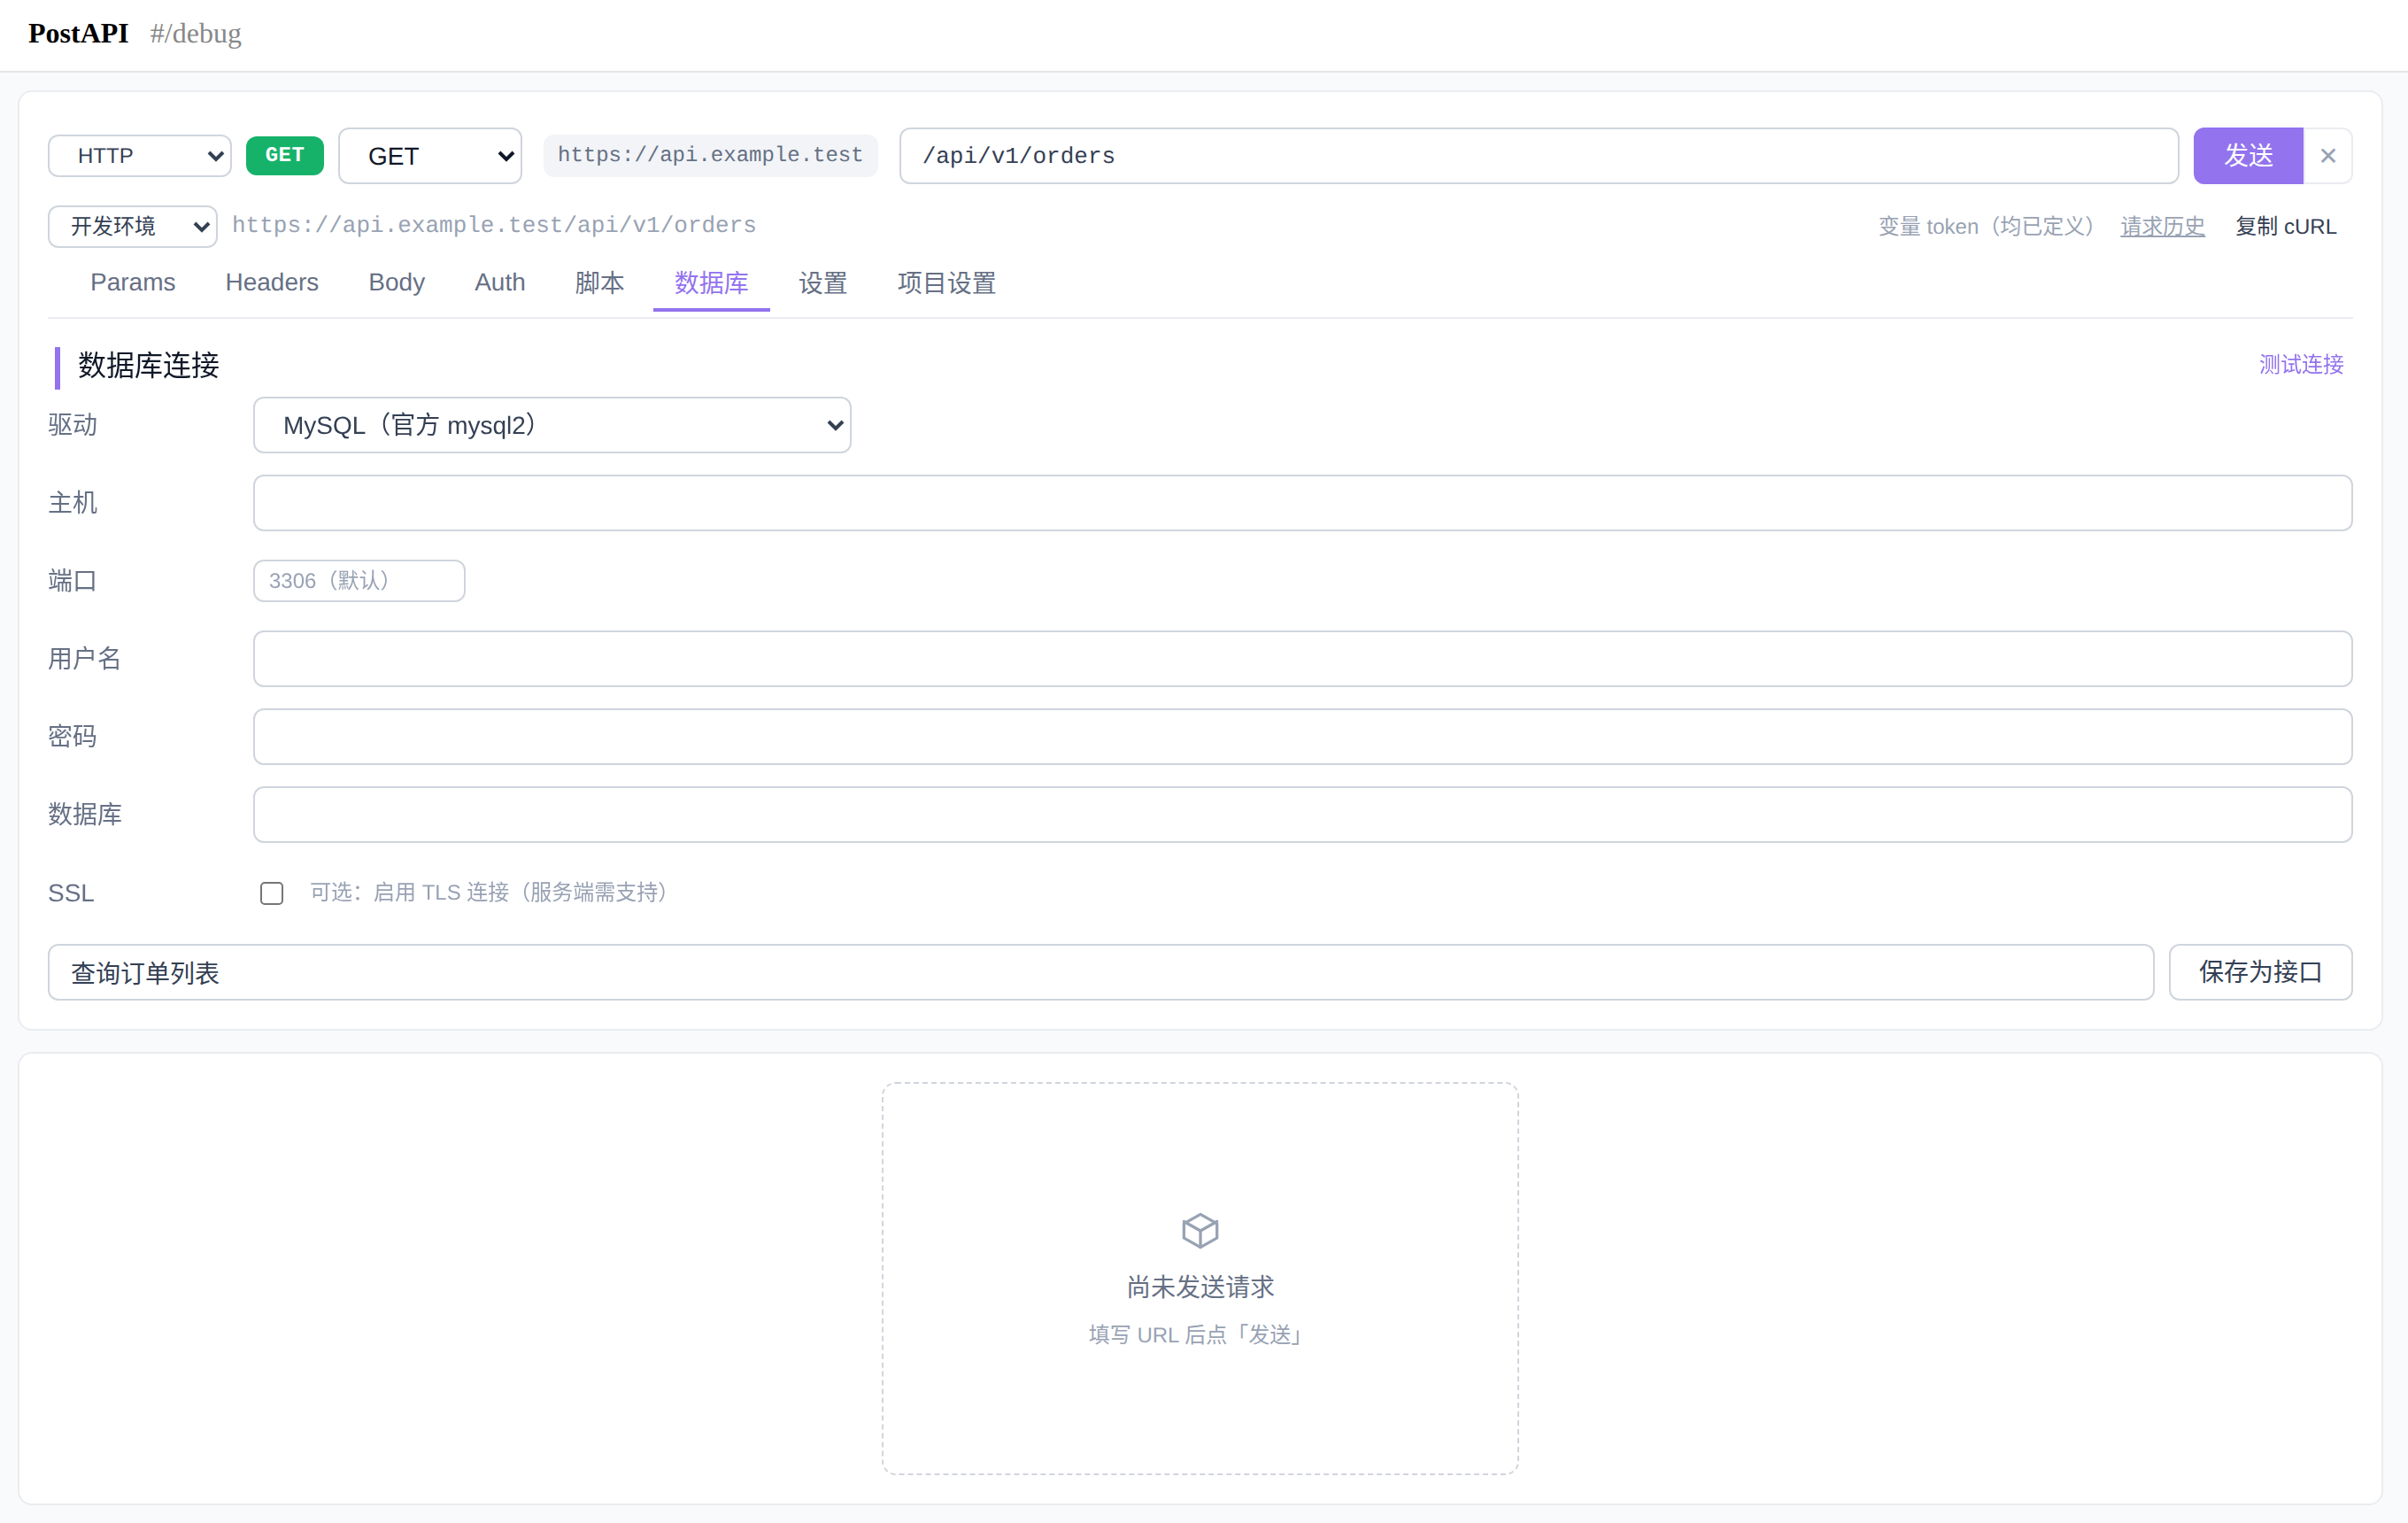 PostAPI #/debug
HTTP GET GET https://api.example.test /api/v1/orders 发送 ✕
开发环境 https://api.example.test/api/v1/orders 变量 token（均已定义） 请求历史 复制 cURL
Params Headers Body Auth 脚本 数据库 设置 项目设置
数据库连接 测试连接
驱动 MySQL（官方 mysql2）
主机
端口 3306（默认）
用户名
密码
数据库
SSL 可选：启用 TLS 连接（服务端需支持）
查询订单列表 保存为接口
尚未发送请求
填写 URL 后点「发送」